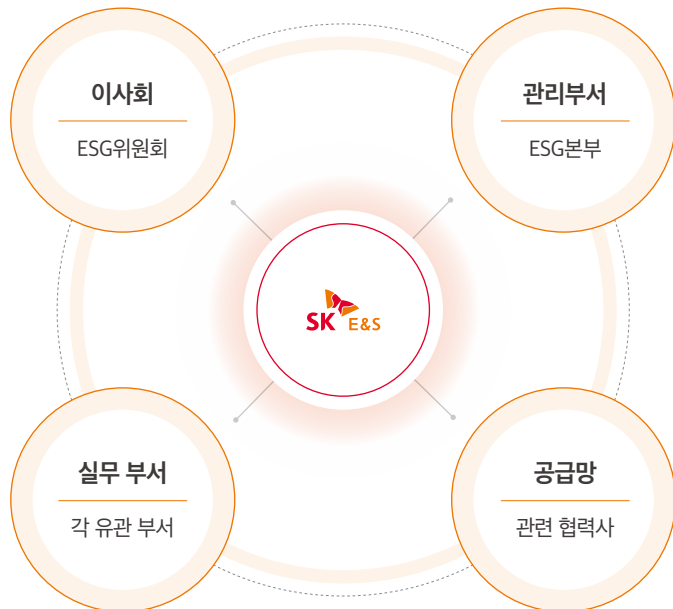 이사회
ESG위원회
관리부서
ESG본부
SK E&S
실무 부서
각 유관 부서
공급망
관련 협력사